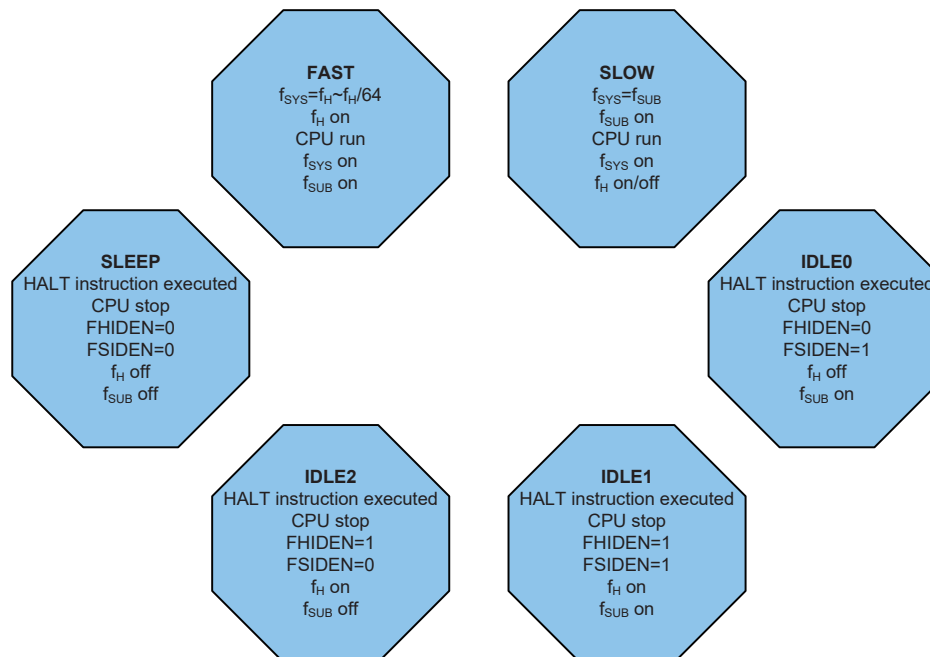 FAST
fSYS=fH~fH/64
fH on
CPU run
fSYS on
fSUB on
SLOW
fSYS=fSUB
fSUB on
CPU run
fSYS on
fH on/off
SLEEP
HALT instruction executed
CPU stop
FHIDEN=0
FSIDEN=0
fH off
fSUB off
IDLE0
HALT instruction executed
CPU stop
FHIDEN=0
FSIDEN=1
fH off
fSUB on
IDLE2
HALT instruction executed
CPU stop
FHIDEN=1
FSIDEN=0
fH on
fSUB off
IDLE1
HALT instruction executed
CPU stop
FHIDEN=1
FSIDEN=1
fH on
fSUB on